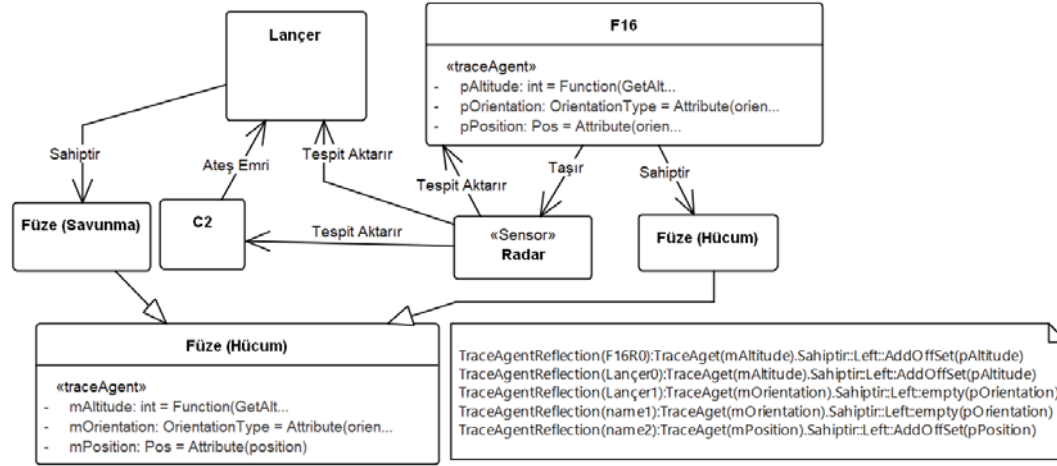 Lançer
F16
«traceAgent»
- pAltitude: int = Function(GetAlt...
- pOrientation: OrientationType = Attribute(orien...
- pPosition: Pos = Attribute(orien...
Sahiptir
Ateş Emri
Tespit Aktarır
Tespit Aktarır
Taşır
Sahiptir
Füze (Savunma)
C2
Tespit Aktarır
«Sensor»
Radar
Füze (Hücum)
Füze (Hücum)
«traceAgent»
- mAltitude: int = Function(GetAlt...
- mOrientation: OrientationType = Attribute(orien...
- mPosition: Pos = Attribute(position)
TraceAgentReflection(F16R0):TraceAget(mAltitude).Sahiptir::Left::AddOffSet(pAltitude)
TraceAgentReflection(Lançer0):TraceAget(mAltitude).Sahiptir::Left::AddOffSet(pAltitude)
TraceAgentReflection(Lançer1):TraceAget(mOrientation).Sahiptir::Left::empty(pOrientation)
TraceAgentReflection(name1):TraceAget(mOrientation).Sahiptir::Left::empty(pOrientation)
TraceAgentReflection(name2):TraceAget(mPosition).Sahiptir::Left::AddOffSet(pPosition)